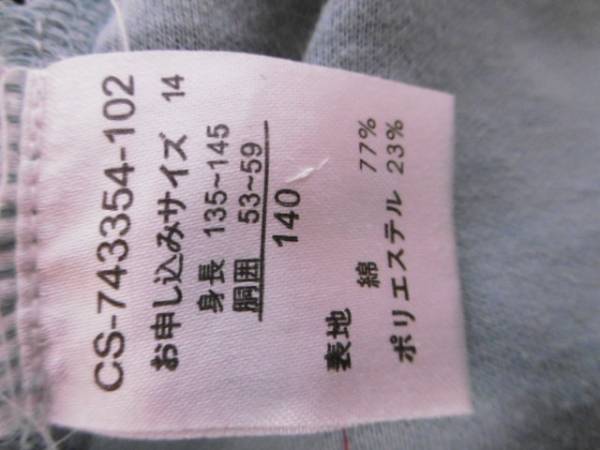 CS-743354-102
お申し込みサイズ 14
身長 135~145
胴囲 53~59
140
表地
綿 77%
ポリエステル 23%